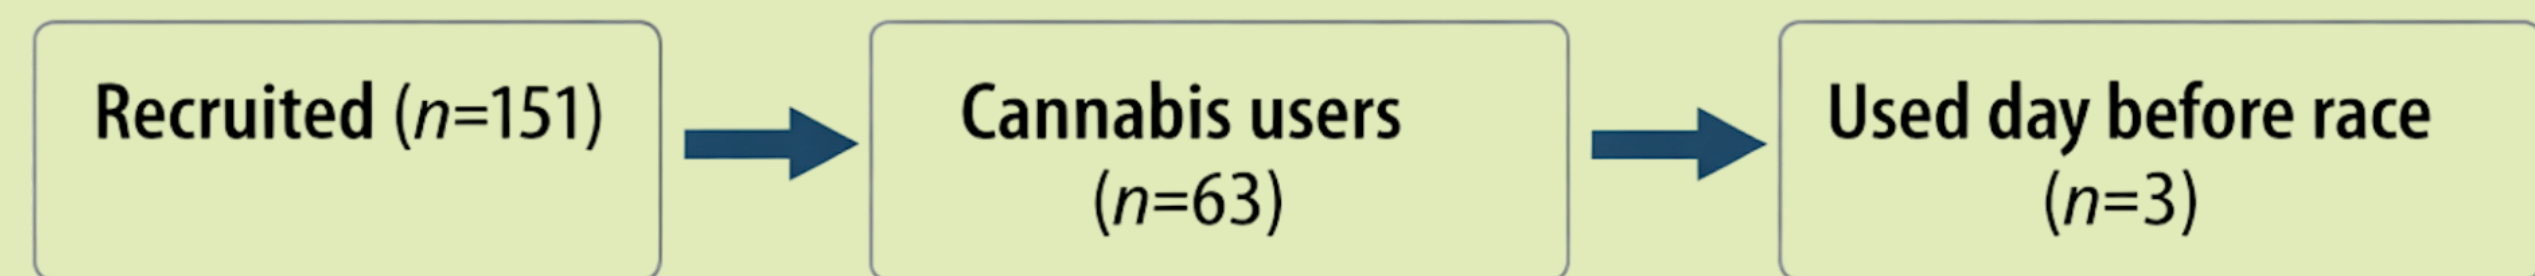 Recruited (n=151)
Cannabis users
(n=63)
Used day before race
(n=3)